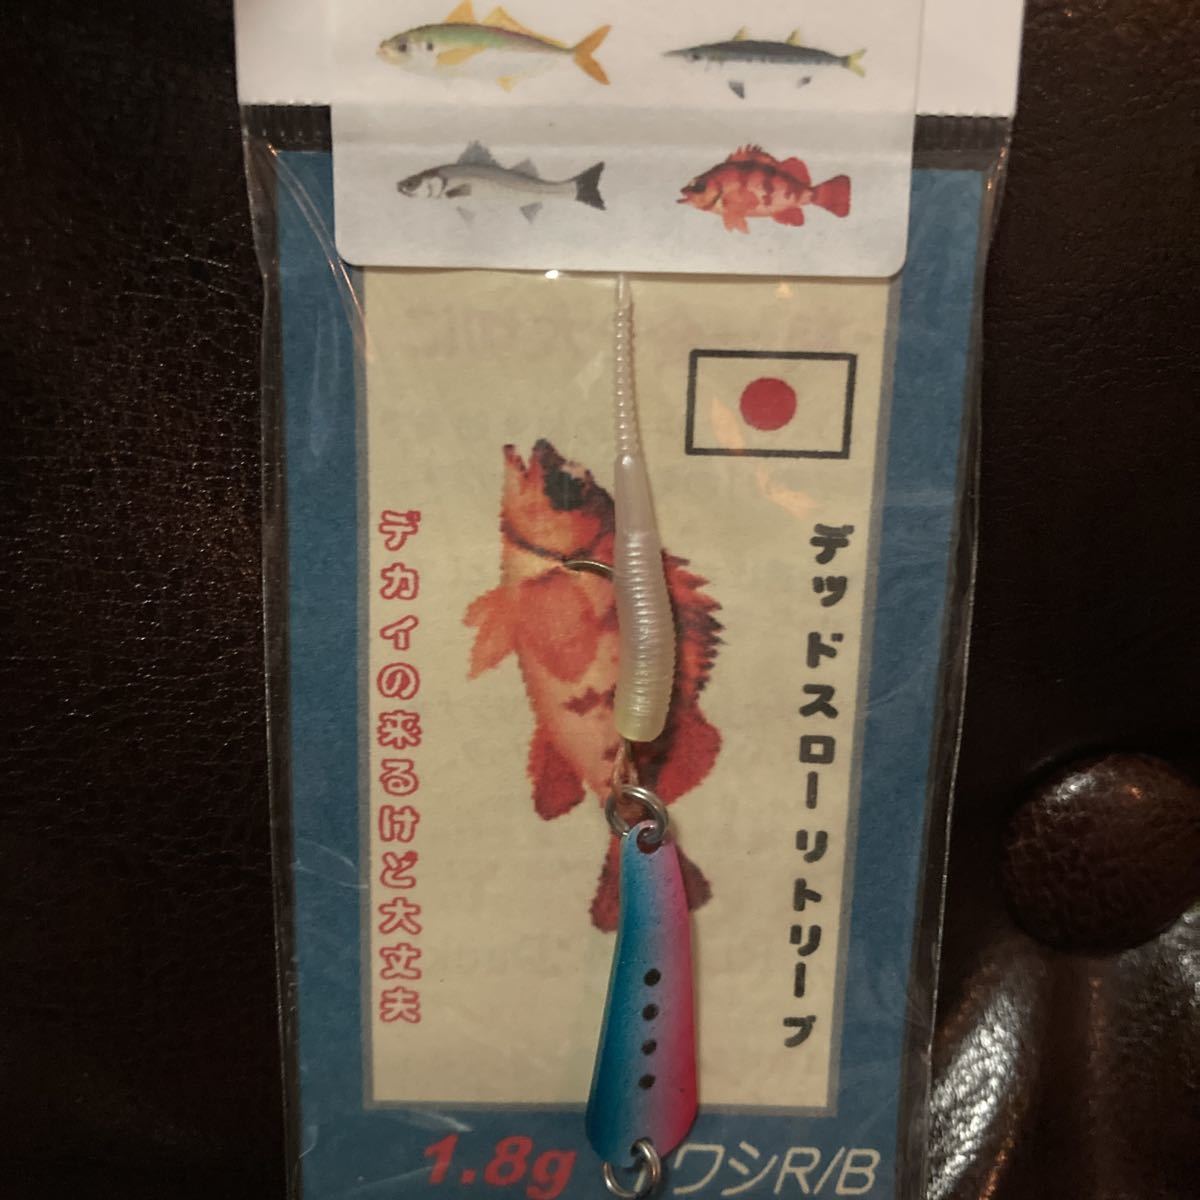 デッドスローリトリーブ
デカイの来るけど大丈夫
1.8g
イワシR/B